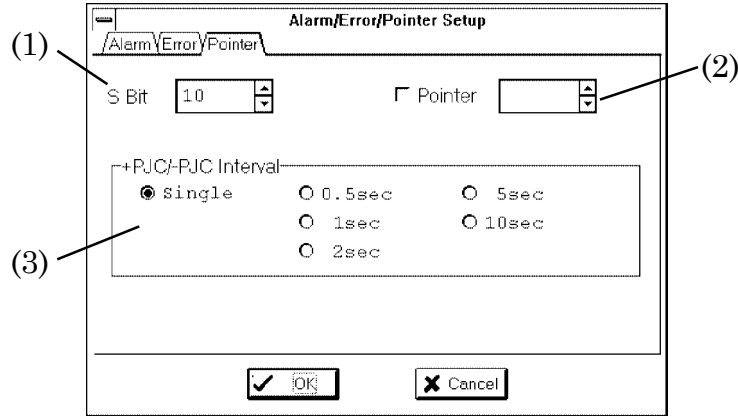 Alarm/Error/Pointer Setup
Alarm Error Pointer
(1)
S Bit 10 Pointer
(2)
+PJC/-PJC Interval
Single 0.5sec 5sec
1sec 10sec
2sec
(3)
OK Cancel